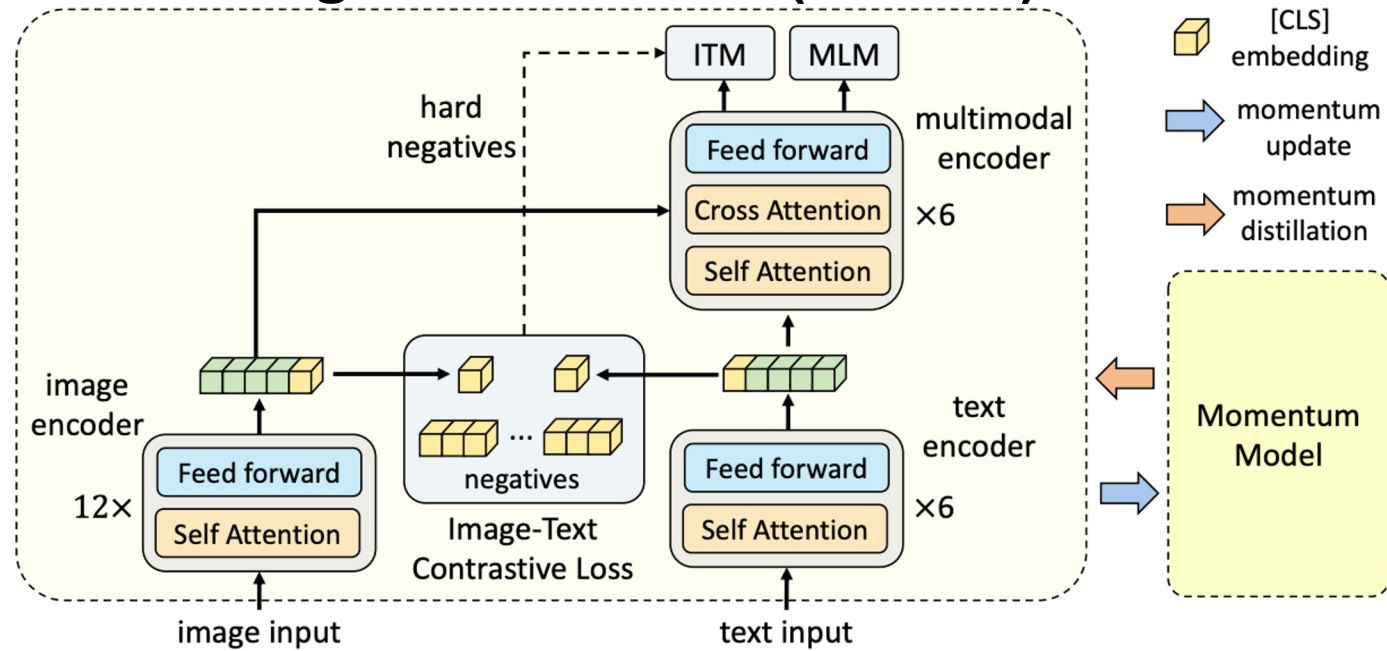 ITM
MLM
[CLS]
embedding
momentum
update
momentum
distillation
hard
negatives
multimodal
encoder
Feed forward
Cross Attention
×6
Self Attention
image
encoder
12×
Feed forward
Self Attention
...
negatives
Image-Text
Contrastive Loss
text
encoder
Feed forward
×6
Self Attention
Momentum
Model
image input
text input